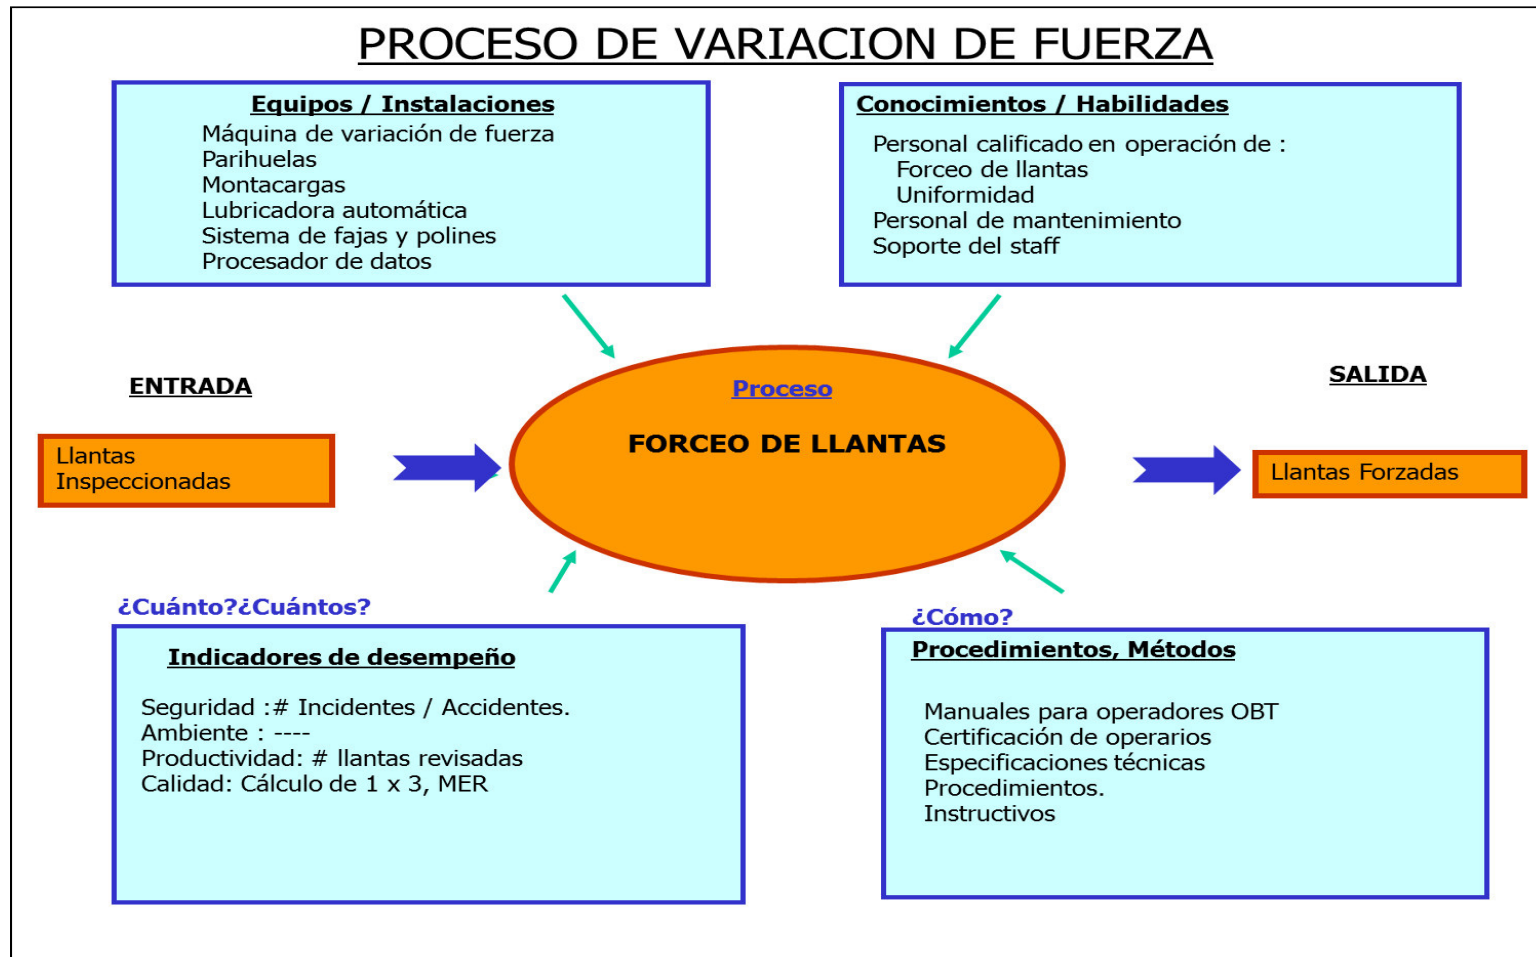 PROCESO DE VARIACION DE FUERZA
Equipos / Instalaciones
Máquina de variación de fuerza
Parihuelas
Montacargas
Lubricadora automática
Sistema de fajas y polines
Procesador de datos
Conocimientos / Habilidades
Personal calificado en operación de :
Forceo de llantas
Uniformidad
Personal de mantenimiento
Soporte del staff
ENTRADA
Llantas
Inspeccionadas
Proceso
FORCEO DE LLANTAS
SALIDA
Llantas Forzadas
¿Cuánto?¿Cuántos?
Indicadores de desempeño
Seguridad :# Incidentes / Accidentes.
Ambiente : ----
Productividad: # llantas revisadas
Calidad: Cálculo de 1 x 3, MER
¿Cómo?
Procedimientos, Métodos
Manuales para operadores OBT
Certificación de operarios
Especificaciones técnicas
Procedimientos.
Instructivos